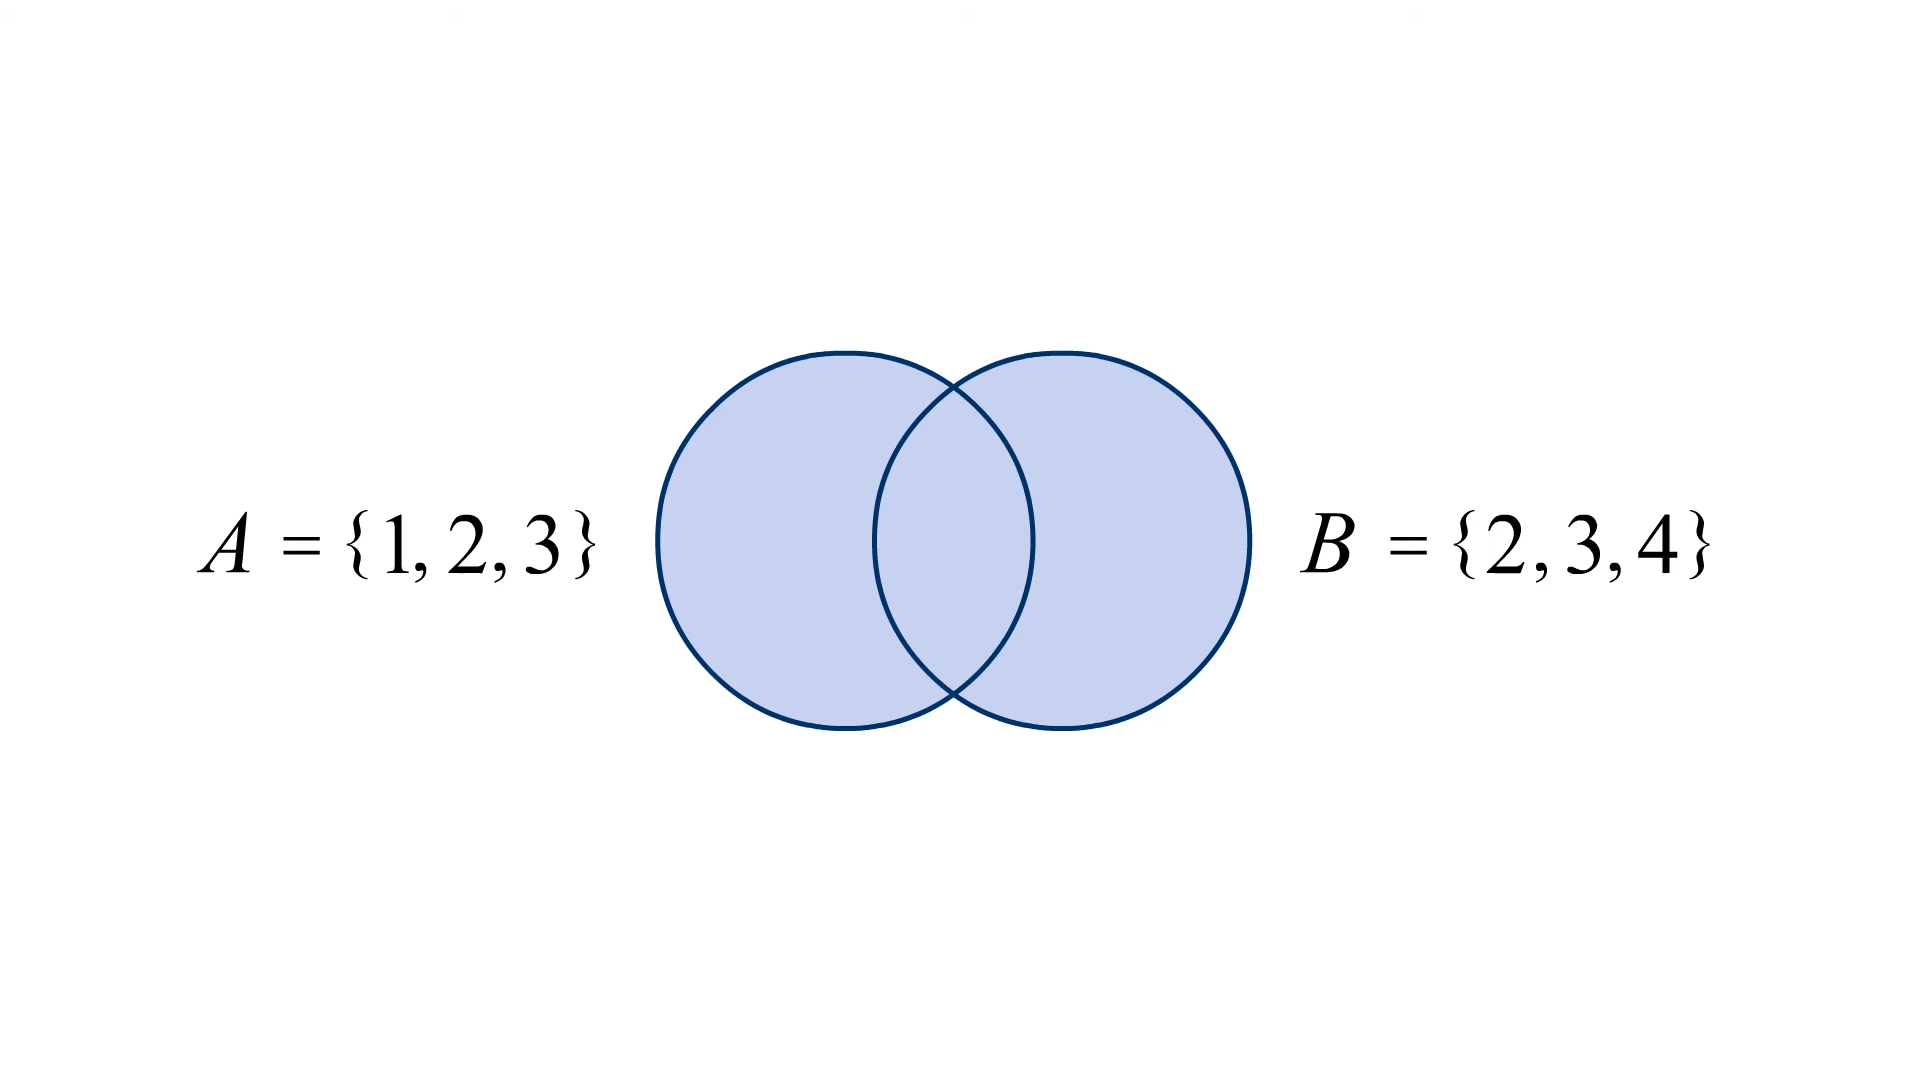 A = {1, 2, 3}
B = {2, 3, 4}